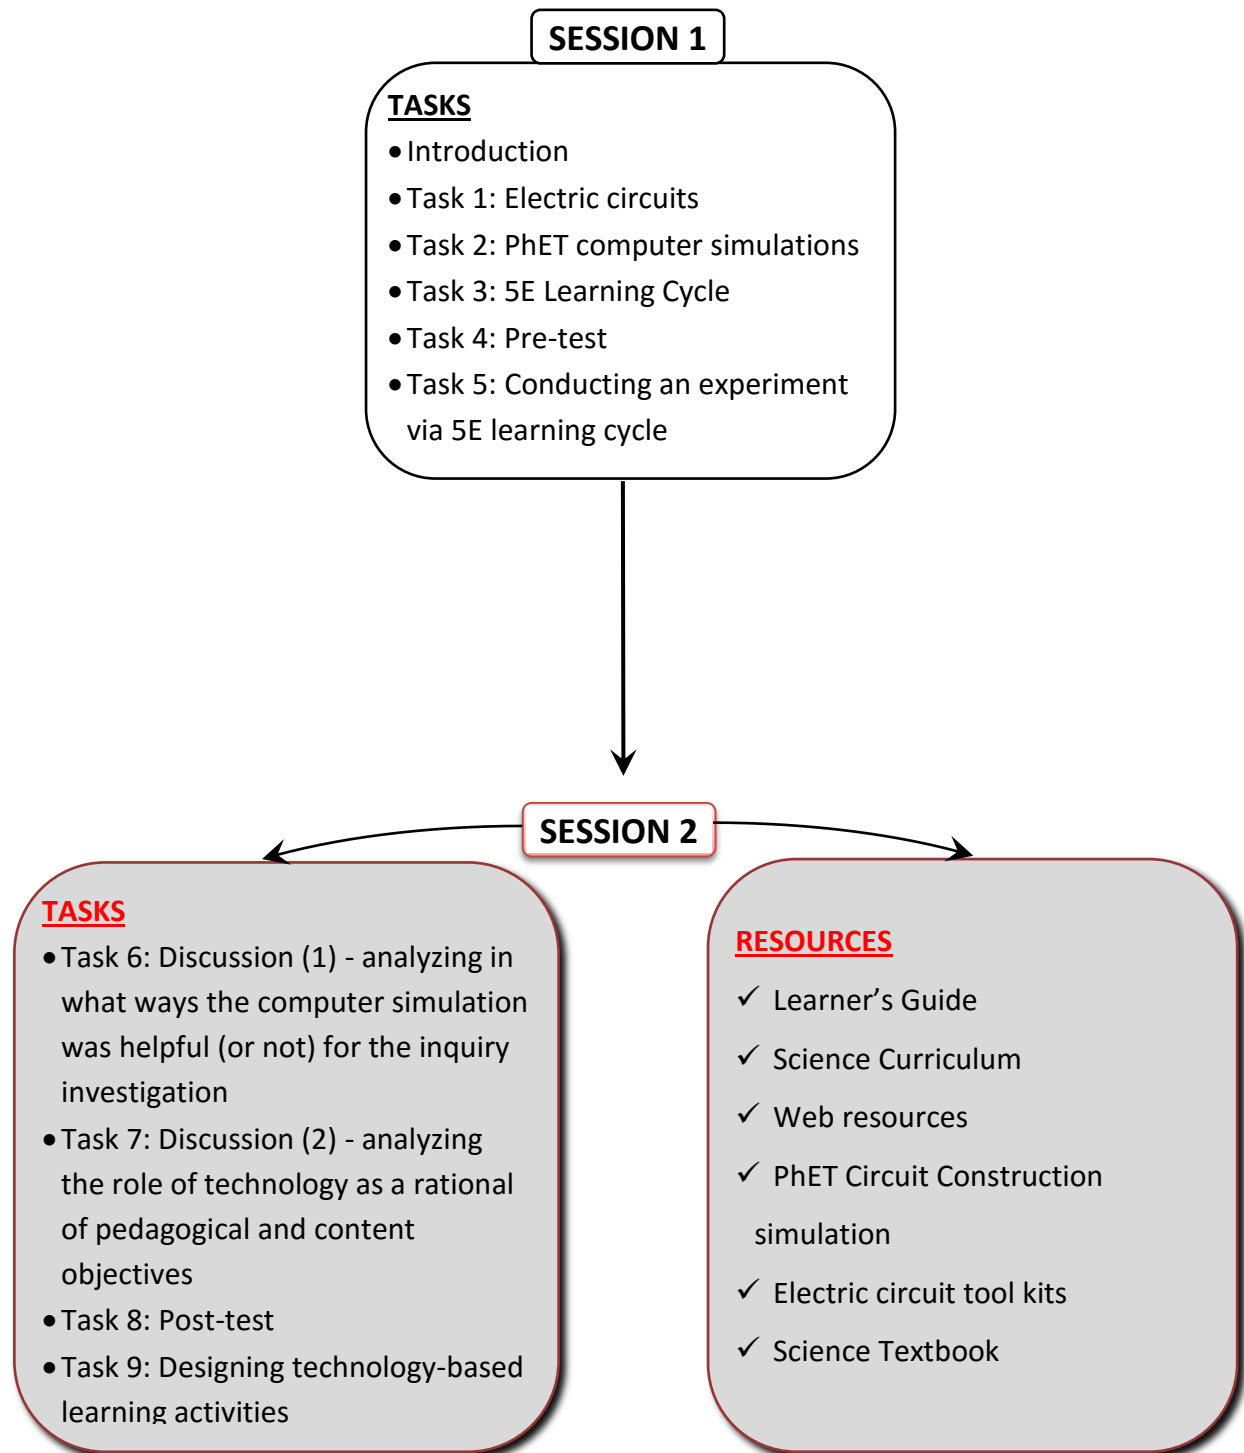 SESSION 1
TASKS
• Introduction
• Task 1: Electric circuits
• Task 2: PhET computer simulations
• Task 3: 5E Learning Cycle
• Task 4: Pre-test
• Task 5: Conducting an experiment
via 5E learning cycle
SESSION 2
TASKS
• Task 6: Discussion (1) - analyzing in
what ways the computer simulation
was helpful (or not) for the inquiry
investigation
• Task 7: Discussion (2) - analyzing
the role of technology as a rational
of pedagogical and content
objectives
• Task 8: Post-test
• Task 9: Designing technology-based
learning activities
RESOURCES
✓ Learner’s Guide
✓ Science Curriculum
✓ Web resources
✓ PhET Circuit Construction
simulation
✓ Electric circuit tool kits
✓ Science Textbook